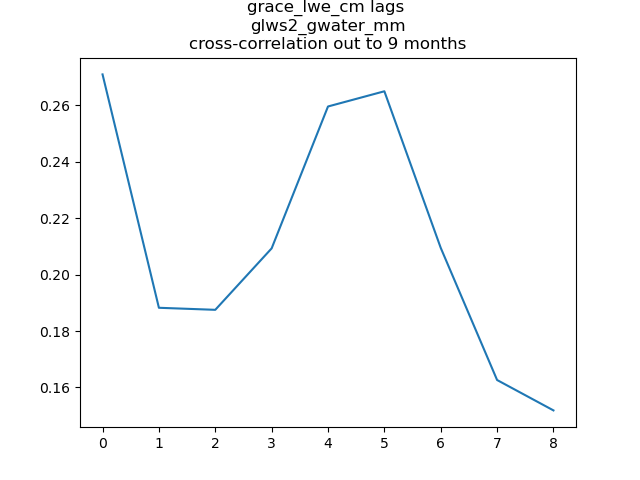 grace_lwe_cm lags
glws2_gwater_mm
cross-correlation out to 9 months
0.26
0.24
0.22
0.20
0.18
0.16
0 1 2 3 4 5 6 7 8